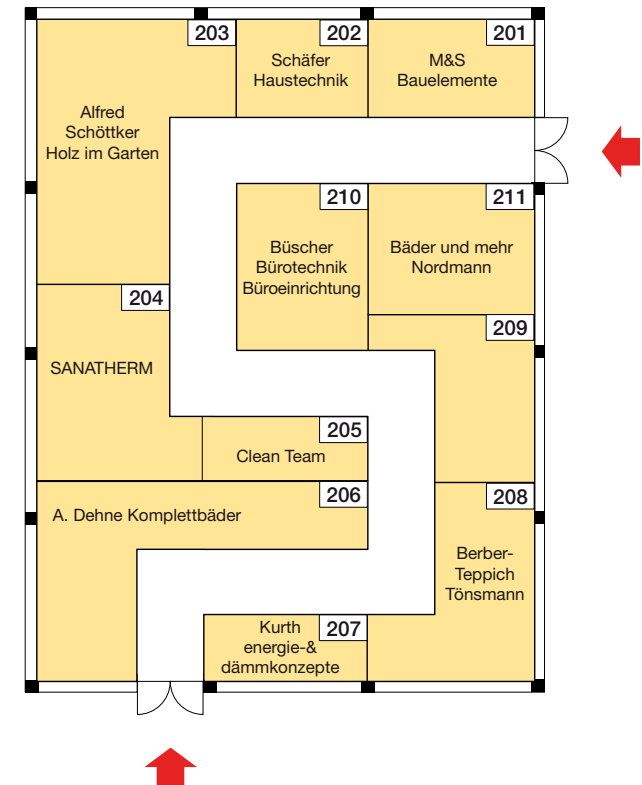 203
Alfred
Schöttker
Holz im Garten
202
Schäfer
Haustechnik
201
M&S
Bauelemente
210
Büscher
Bürotechnik
Büroeinrichtung
211
Bäder und mehr
Nordmann
204
SANATHERM
209
205
Clean Team
206
A. Dehne Komplettbäder
208
Berber-
Teppich
Tönsmann
207
Kurth
energie-&
dämmkonzepte